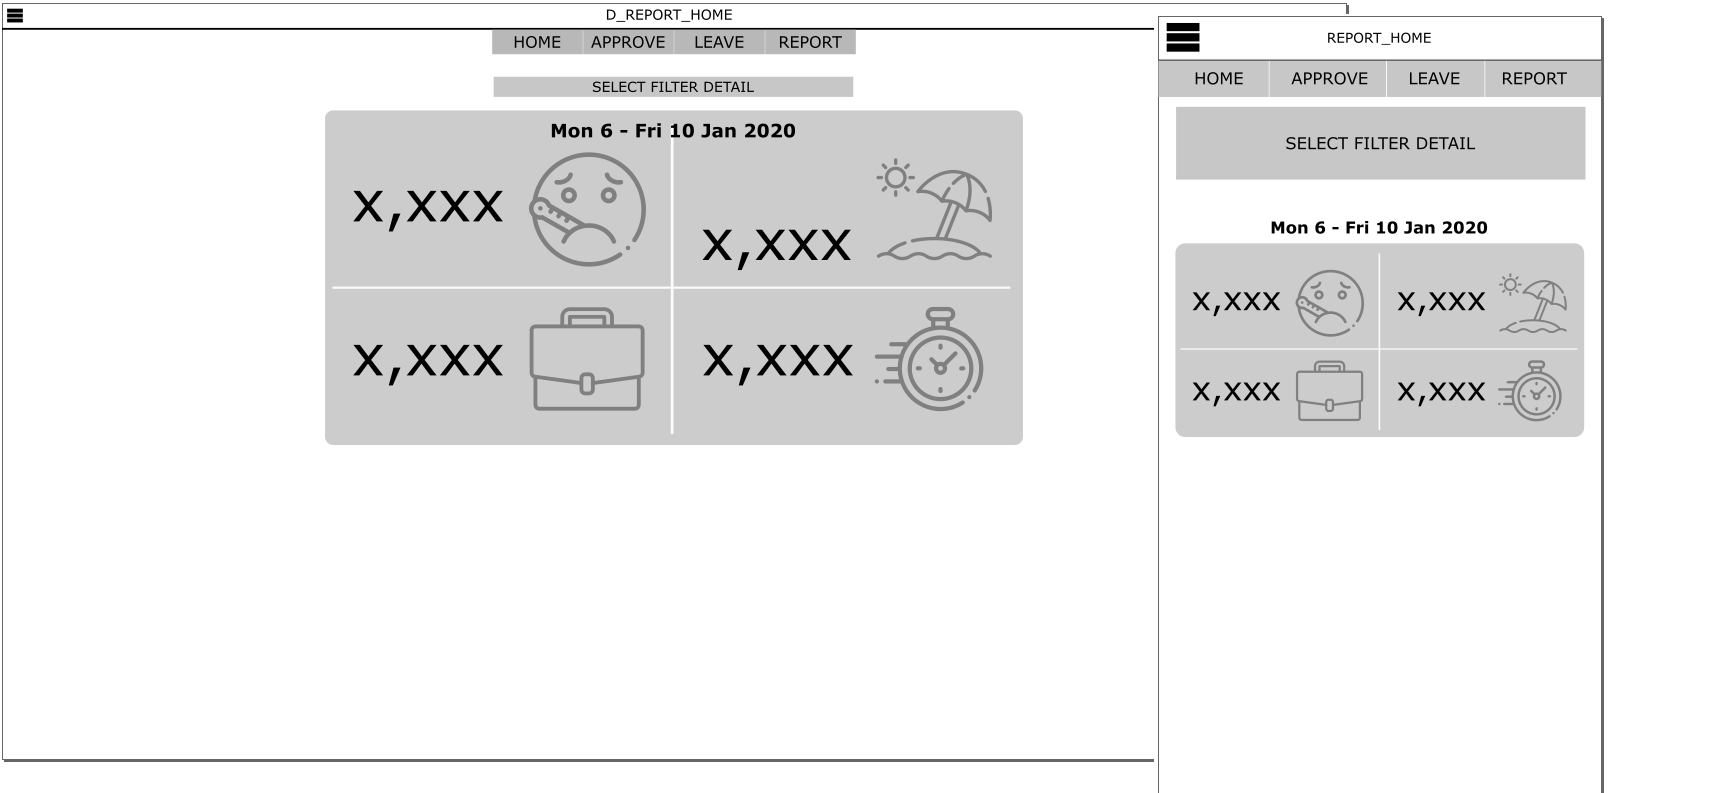 D_REPORT_HOME
HOME APPROVE LEAVE REPORT
SELECT FILTER DETAIL
Mon 6 - Fri 10 Jan 2020
x,xxx
x,xxx
x,xxx
x,xxx
REPORT_HOME
HOME APPROVE LEAVE REPORT
SELECT FILTER DETAIL
Mon 6 - Fri 10 Jan 2020
x,xxx x,xxx
x,xxx x,xxx